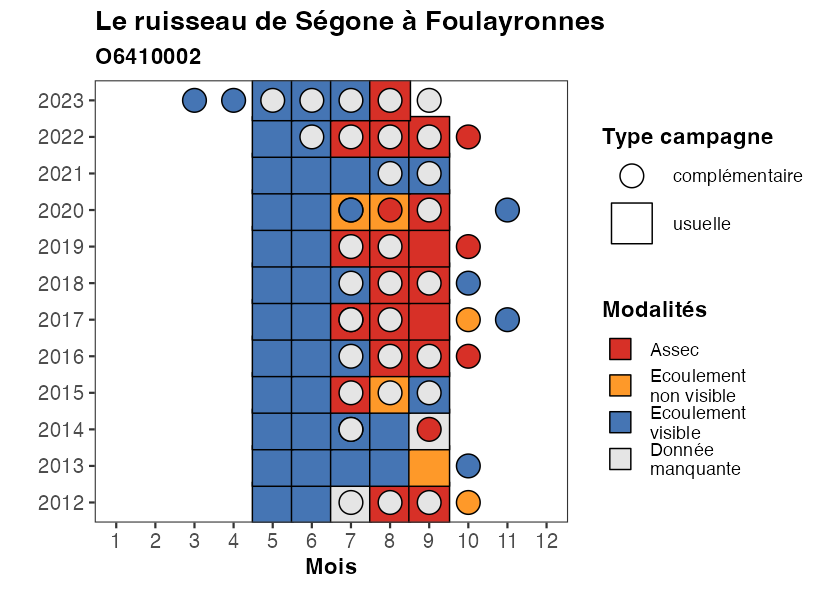 Le ruisseau de Ségone à Foulayronnes
O6410002
2023
2022
2021
2020
2019
2018
2017
2016
2015
2014
2013
2012
1 2 3 4 5 6 7 8 9 10 11 12
Mois
Type campagne
complémentaire
usuelle
Modalités
Assec
Ecoulement
non visible
Ecoulement
visible
Donnée
manquante